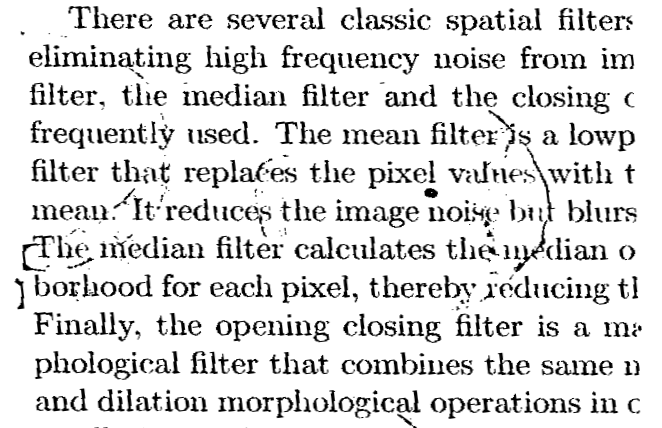 There are several classic spatial filters
eliminating high frequency noise from im
filter, the median filter and the closing
frequently used. The mean filter is a lowp
filter that replaces the pixel values with t
mean. It reduces the image noise but blurs
The median filter calculates the median o
borhood for each pixel, thereby reducing
Finally, the opening closing filter is a
phological filter that combines the same
and dilation morphological operations in